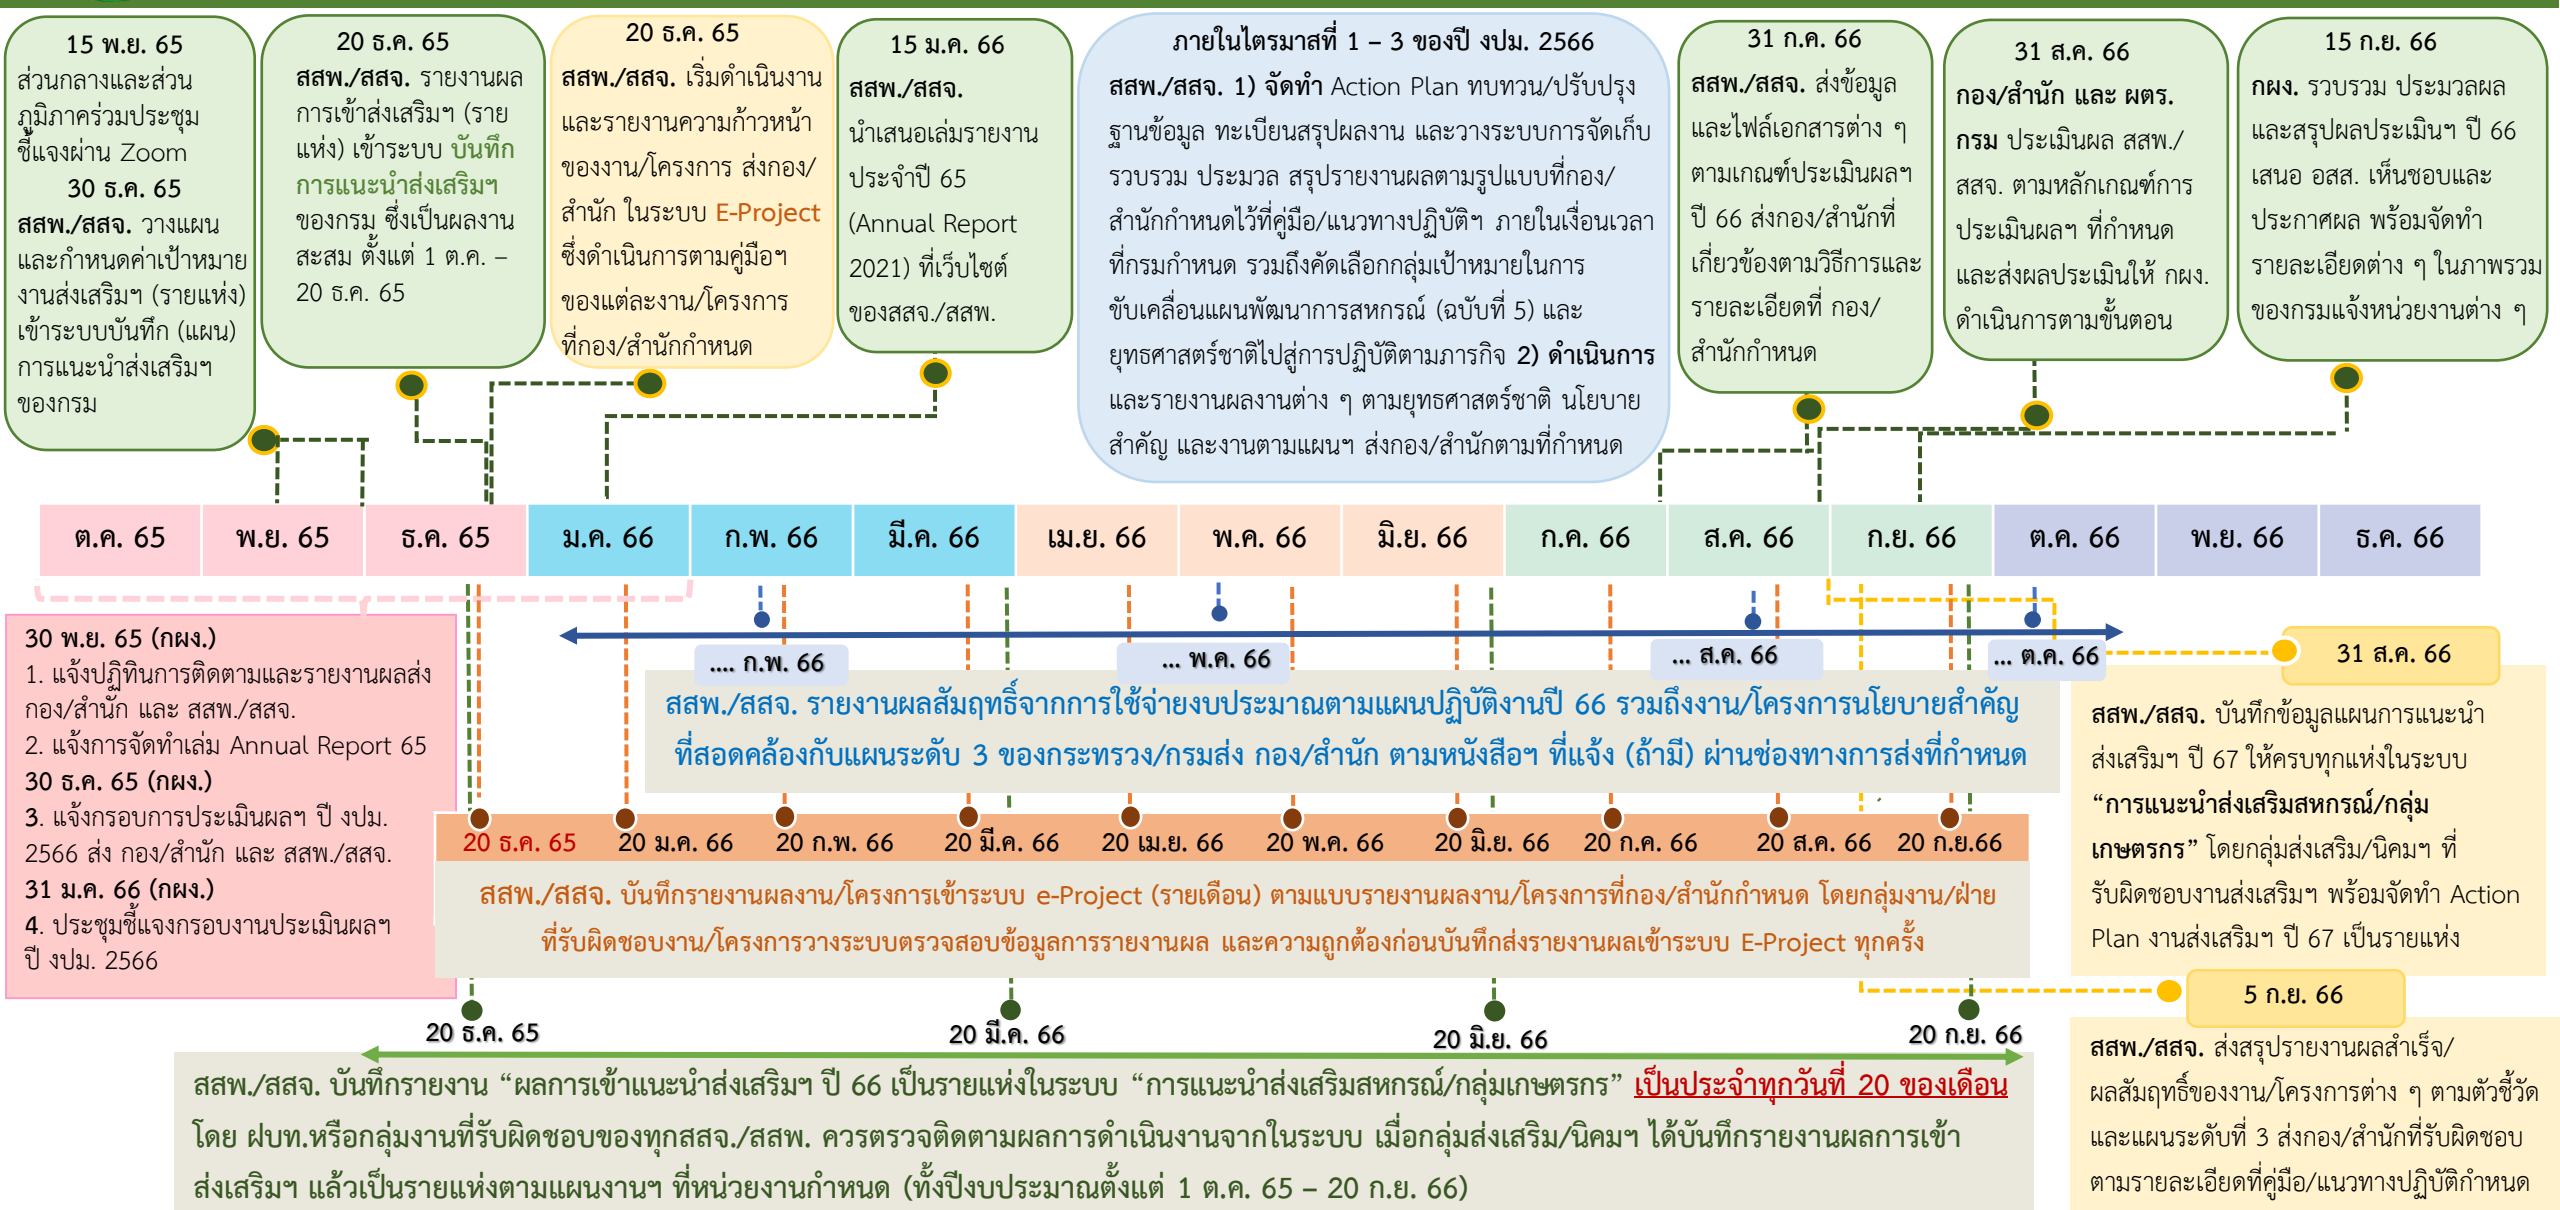 15 พ.ย. 65
ส่วนกลางและส่วน
ภูมิภาคร่วมประชุม
ชี้แจงผ่าน Zoom
30 ธ.ค. 65
สสพ./สสจ. วางแผน
และกำหนดค่าเป้าหมาย
งานส่งเสริมฯ (รายแห่ง)
เข้าระบบบันทึก (แผน)
การแนะนำส่งเสริมฯ
ของกรม
20 ธ.ค. 65
สสพ./สสจ. รายงานผล
การเข้าส่งเสริมฯ (ราย
แห่ง) เข้าระบบ บันทึก
การแนะนำส่งเสริมฯ
ของกรม ซึ่งเป็นผลงาน
สะสม ตั้งแต่ 1 ต.ค. –
20 ธ.ค. 65
20 ธ.ค. 65
สสพ./สสจ. เริ่มดำเนินงาน
และรายงานความก้าวหน้า
ของงาน/โครงการ ส่งกอง/
สำนัก ในระบบ E-Project
ซึ่งดำเนินการตามคู่มือฯ
ของแต่ละงาน/โครงการ
ที่กอง/สำนักกำหนด
15 ม.ค. 66
สสพ./สสจ.
นำเสนอเล่มรายงาน
ประจำปี 65
(Annual Report
2021) ที่เว็บไซต์
ของสสจ./สสพ.
ภายในไตรมาสที่ 1 – 3 ของปี งปม. 2566
สสพ./สสจ. 1) จัดทำ Action Plan ทบทวน/ปรับปรุง
ฐานข้อมูล ทะเบียนสรุปผลงาน และวางระบบการจัดเก็บ
รวบรวม ประมวล สรุปรายงานผลตามรูปแบบที่กอง/
สำนักกำหนดไว้ที่คู่มือ/แนวทางปฏิบัติฯ ภายในเงื่อนเวลา
ที่กรมกำหนด รวมถึงคัดเลือกกลุ่มเป้าหมายในการ
ขับเคลื่อนแผนพัฒนาการสหกรณ์ (ฉบับที่ 5) และ
ยุทธศาสตร์ชาติไปสู่การปฏิบัติตามภารกิจ 2) ดำเนินการ
และรายงานผลงานต่าง ๆ ตามยุทธศาสตร์ชาติ นโยบาย
สำคัญ และงานตามแผนฯ ส่งกอง/สำนักตามที่กำหนด
31 ก.ค. 66
สสพ./สสจ. ส่งข้อมูล
และไฟล์เอกสารต่าง ๆ
ตามเกณฑ์ประเมินผลฯ
ปี 66 ส่งกอง/สำนักที่
เกี่ยวข้องตามวิธีการและ
รายละเอียดที่ กอง/
สำนักกำหนด
31 ส.ค. 66
กอง/สำนัก และ ผตร.
กรม ประเมินผล สสพ./
สสจ. ตามหลักเกณฑ์การ
ประเมินผลฯ ที่กำหนด
และส่งผลประเมินให้ กผง.
ดำเนินการตามขั้นตอน
15 ก.ย. 66
กผง. รวบรวม ประมวลผล
และสรุปผลประเมินฯ ปี 66
เสนอ อสส. เห็นชอบและ
ประกาศผล พร้อมจัดทำ
รายละเอียดต่าง ๆ ในภาพรวม
ของกรมแจ้งหน่วยงานต่าง ๆ
ต.ค. 65 พ.ย. 65 ธ.ค. 65 ม.ค. 66 ก.พ. 66 มี.ค. 66 เม.ย. 66 พ.ค. 66 มิ.ย. 66 ก.ค. 66 ส.ค. 66 ก.ย. 66 ต.ค. 66 พ.ย. 66 ธ.ค. 66
30 พ.ย. 65 (กผง.)
1. แจ้งปฏิทินการติดตามและรายงานผลส่ง
กอง/สำนัก และ สสพ./สสจ.
2. แจ้งการจัดทำเล่ม Annual Report 65
30 ธ.ค. 65 (กผง.)
3. แจ้งกรอบการประเมินผลฯ ปี งปม.
2566 ส่ง กอง/สำนัก และ สสพ./สสจ.
31 ม.ค. 66 (กผง.)
4. ประชุมชี้แจงกรอบงานประเมินผลฯ
ปี งปม. 2566
.... ก.พ. 66 ... พ.ค. 66 ... ส.ค. 66 ... ต.ค. 66
สสพ./สสจ. รายงานผลสัมฤทธิ์จากการใช้จ่ายงบประมาณตามแผนปฏิบัติงานปี 66 รวมถึงงาน/โครงการนโยบายสำคัญ
ที่สอดคล้องกับแผนระดับ 3 ของกระทรวง/กรมส่ง กอง/สำนัก ตามหนังสือฯ ที่แจ้ง (ถ้ามี) ผ่านช่องทางการส่งที่กำหนด
20 ธ.ค. 65 20 ม.ค. 66 20 ก.พ. 66 20 มี.ค. 66 20 เม.ย. 66 20 พ.ค. 66 20 มิ.ย. 66 20 ก.ค. 66 20 ส.ค. 66 20 ก.ย.66
สสพ./สสจ. บันทึกรายงานผลงาน/โครงการเข้าระบบ e-Project (รายเดือน) ตามแบบรายงานผลงาน/โครงการที่กอง/สำนักกำหนด โดยกลุ่มงาน/ฝ่าย
ที่รับผิดชอบงาน/โครงการวางระบบตรวจสอบข้อมูลการรายงานผล และความถูกต้องก่อนบันทึกส่งรายงานผลเข้าระบบ E-Project ทุกครั้ง
20 ธ.ค. 65 20 มี.ค. 66 20 มิ.ย. 66 20 ก.ย. 66
สสพ./สสจ. บันทึกรายงาน “ผลการเข้าแนะนำส่งเสริมฯ ปี 66 เป็นรายแห่งในระบบ “การแนะนำส่งเสริมสหกรณ์/กลุ่มเกษตรกร” เป็นประจำทุกวันที่ 20 ของเดือน
โดย ฝบท.หรือกลุ่มงานที่รับผิดชอบของทุกสสจ./สสพ. ควรตรวจติดตามผลการดำเนินงานจากในระบบ เมื่อกลุ่มส่งเสริม/นิคมฯ ได้บันทึกรายงานผลการเข้า
ส่งเสริมฯ แล้วเป็นรายแห่งตามแผนงานฯ ที่หน่วยงานกำหนด (ทั้งปีงบประมาณตั้งแต่ 1 ต.ค. 65 – 20 ก.ย. 66)
31 ส.ค. 66
สสพ./สสจ. บันทึกข้อมูลแผนการแนะนำ
ส่งเสริมฯ ปี 67 ให้ครบทุกแห่งในระบบ
“การแนะนำส่งเสริมสหกรณ์/กลุ่ม
เกษตรกร” โดยกลุ่มส่งเสริม/นิคมฯ ที่
รับผิดชอบงานส่งเสริมฯ พร้อมจัดทำ Action
Plan งานส่งเสริมฯ ปี 67 เป็นรายแห่ง
5 ก.ย. 66
สสพ./สสจ. ส่งสรุปรายงานผลสำเร็จ/
ผลสัมฤทธิ์ของงาน/โครงการต่าง ๆ ตามตัวชี้วัด
และแผนระดับที่ 3 ส่งกอง/สำนักที่รับผิดชอบ
ตามรายละเอียดที่คู่มือ/แนวทางปฏิบัติกำหนด